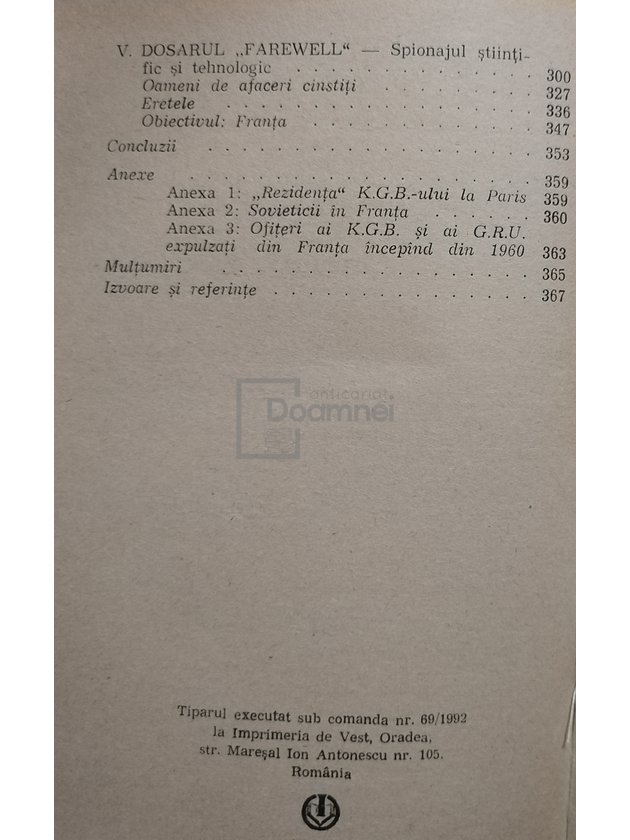 V. DOSARUL „FAREWELL“ — Spionajul științi-
fic și tehnologic . . . . . . . . . . . . 300
Oameni de afaceri cinstiți . . . . . . . . 327
Eretele . . . . . . . . . . . . . . . 336
Obiectivul: Franța . . . . . . . . . . . 347
Concluzii . . . . . . . . . . . . . . . . 353
Anexe . . . . . . . . . . . . . . . . . 359
Anexa 1: „Rezidența“ K.G.B.-ului la Paris 359
Anexa 2: Sovieticii în Franța . . . . . . 360
Anexa 3: Ofițeri ai K.G.B. și ai G.R.U.
expulzați din Franța începînd din 1960 363
Mulțumiri . . . . . . . . . . . . . . . 365
Izvoare și referințe . . . . . . . . . . . . . 367
anticariat
Doamnei
Tiparul executat sub comanda nr. 69/1992
la Imprimeria de Vest, Oradea,
str. Mareșal Ion Antonescu nr. 105.
România